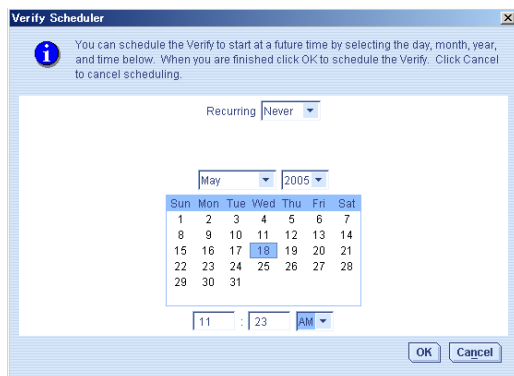 Verify Scheduler
You can schedule the Verify to start at a future time by selecting the day, month, year,
and time below. When you are finished click OK to schedule the Verify. Click Cancel
to cancel scheduling.
Recurring Never
May 2005
Sun Mon Tue Wed Thu Fri Sat
1 2 3 4 5 6 7
8 9 10 11 12 13 14
15 16 17 18 19 20 21
22 23 24 25 26 27 28
29 30 31
11 : 23 AM
OK Cancel